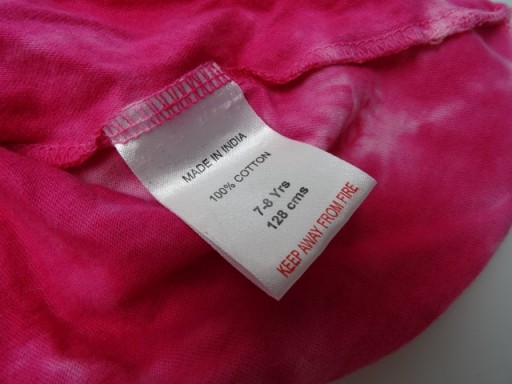 MADE IN INDIA
100% COTTON
7-8 Yrs
128 cms
KEEP AWAY FROM FIRE